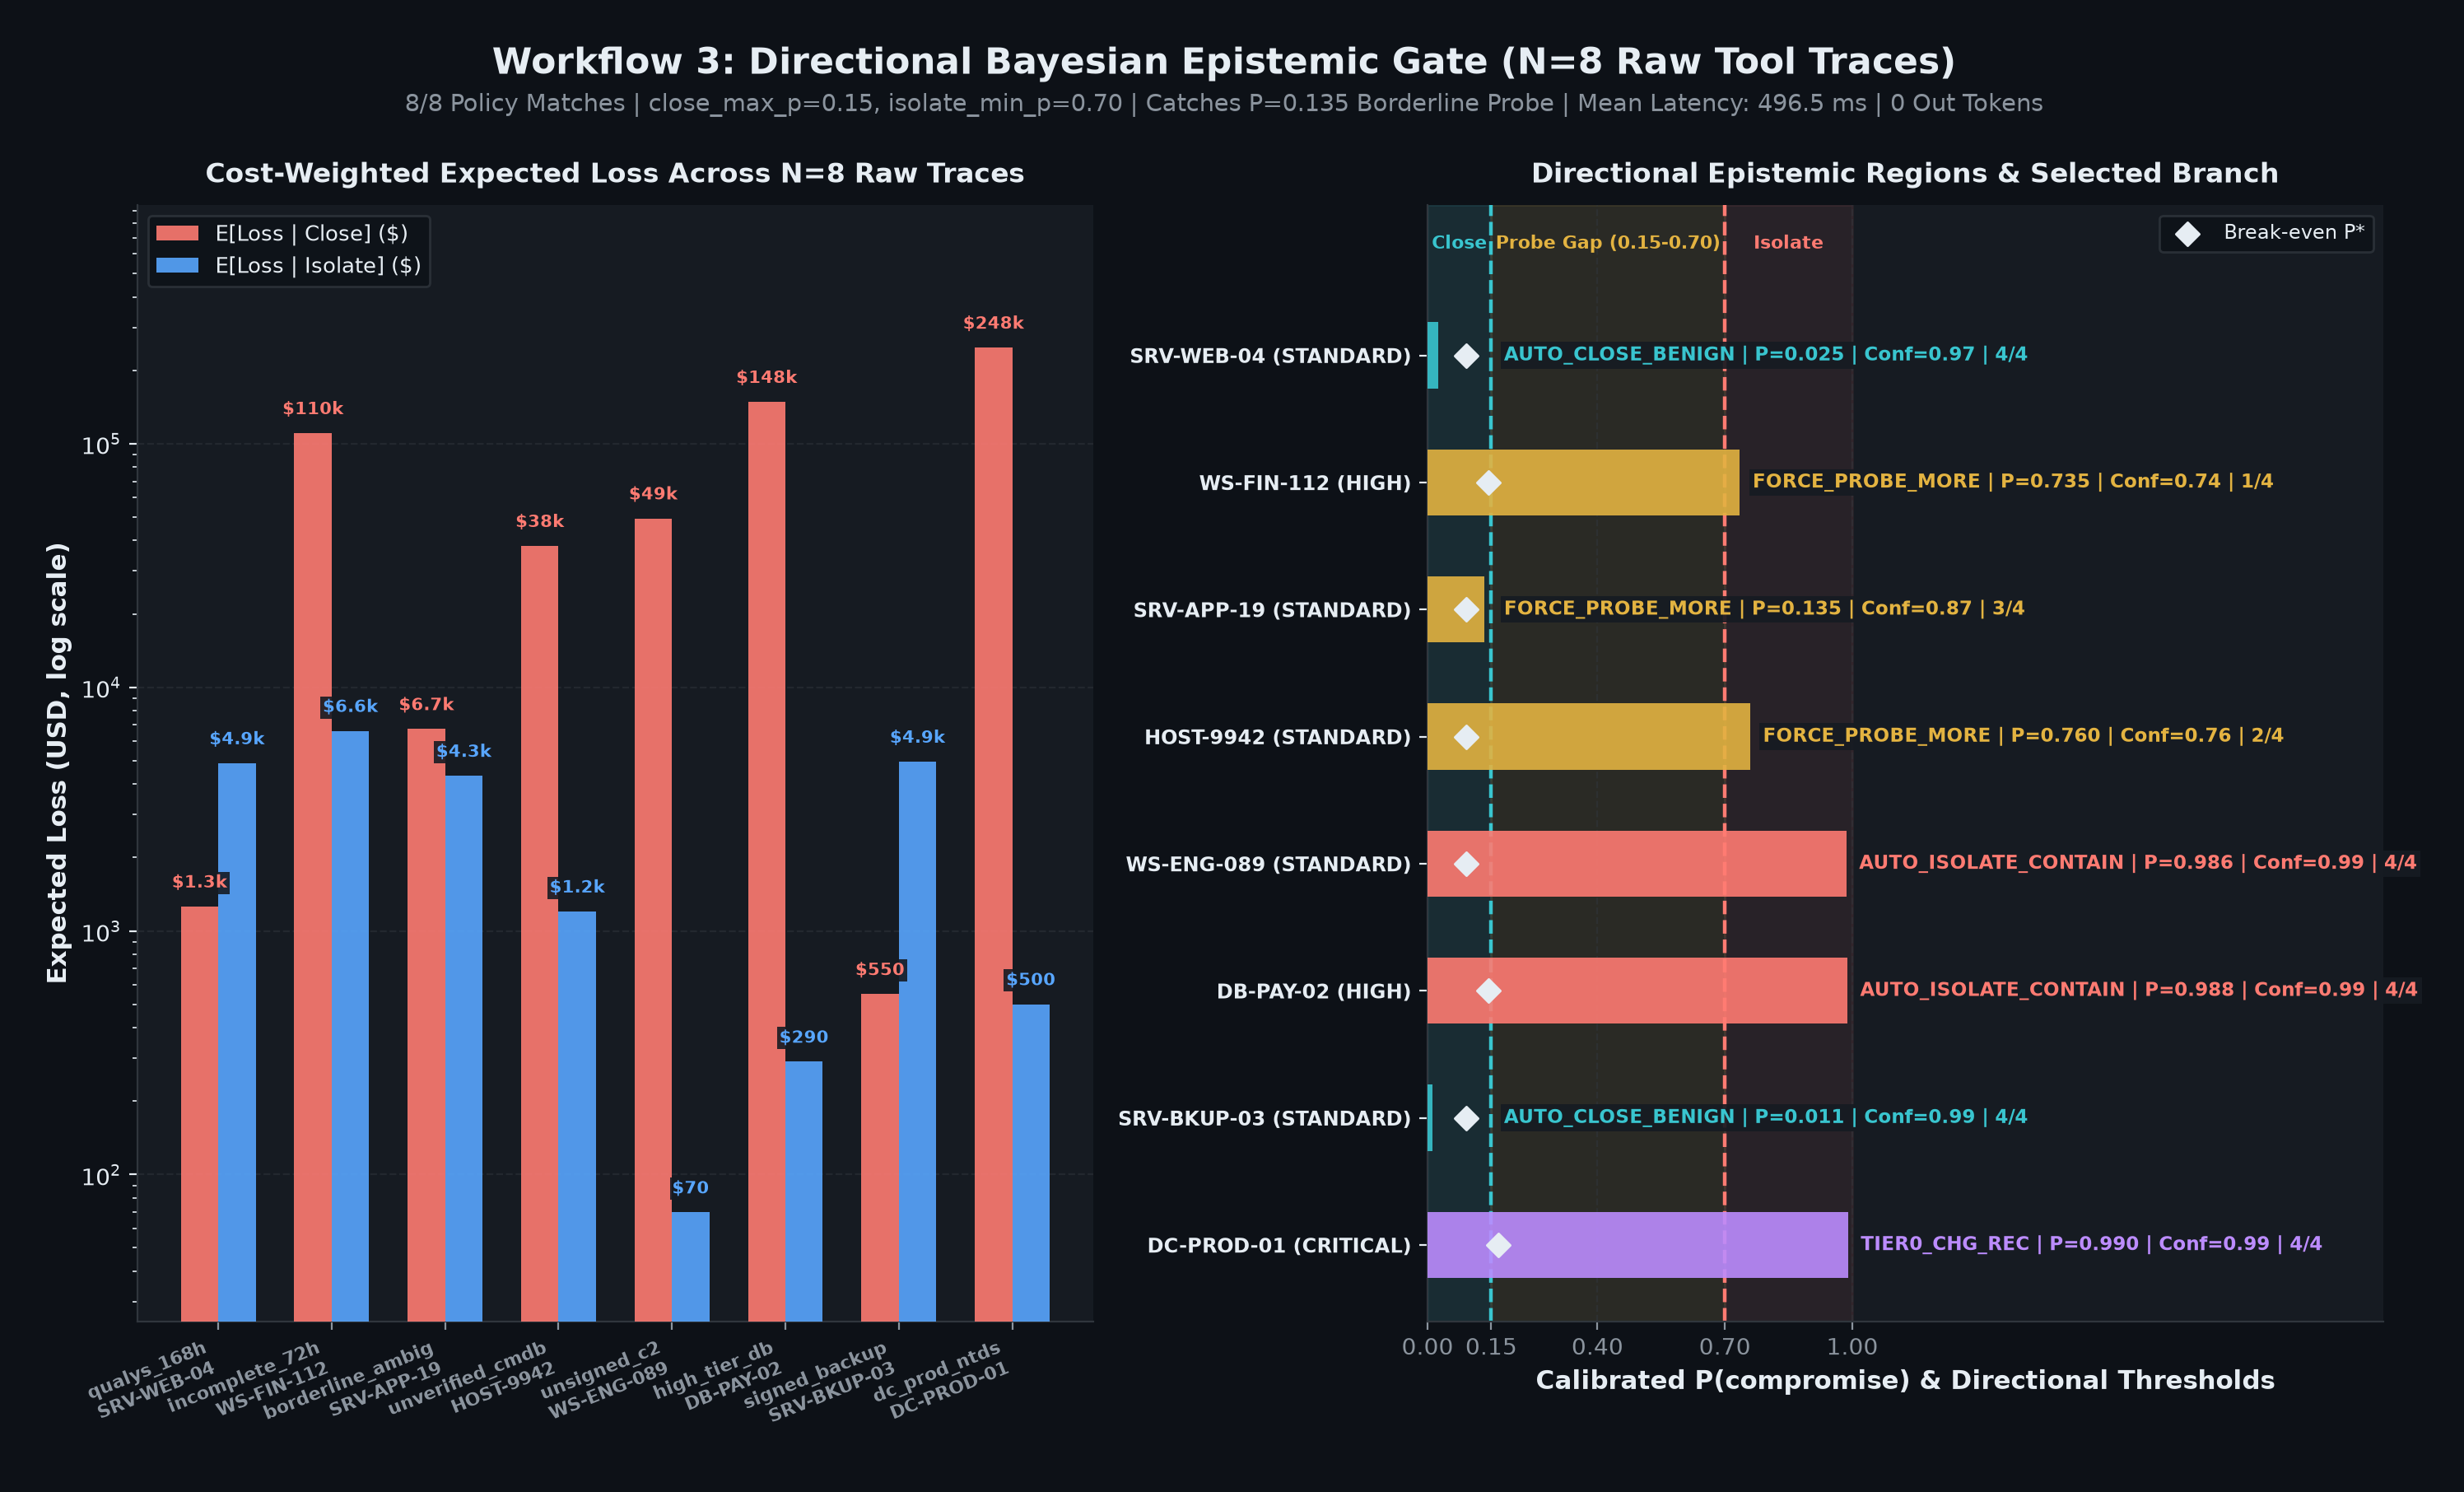 Workflow 3: Directional Bayesian Epistemic Gate (N=8 Raw Tool Traces)
8/8 Policy Matches | close_max_p=0.15, isolate_min_p=0.70 | Catches P=0.135 Borderline Probe | Mean Latency: 496.5 ms | 0 Out Tokens
Cost-Weighted Expected Loss Across N=8 Raw Traces
E[Loss | Close] ($)
E[Loss | Isolate] ($)
Expected Loss (USD, log scale)
10⁵
10⁴
10³
10²
$1.3k
$4.9k
$110k
$6.6k
$6.7k
$4.3k
$38k
$1.2k
$49k
$70
$148k
$290
$550
$4.9k
$248k
$500
qualys_168h
SRV-WEB-04
incomplete_72h
WS-FIN-112
borderline_ambig
SRV-APP-19
unverified_cmdb
HOST-9942
unsigned_c2
WS-ENG-089
high_tier_db
DB-PAY-02
signed_backup
SRV-BKUP-03
dc_prod_ntds
DC-PROD-01
Directional Epistemic Regions & Selected Branch
Close
Probe Gap (0.15-0.70)
Isolate
Break-even P*
SRV-WEB-04 (STANDARD)
AUTO_CLOSE_BENIGN | P=0.025 | Conf=0.97 | 4/4
WS-FIN-112 (HIGH)
FORCE_PROBE_MORE | P=0.735 | Conf=0.74 | 1/4
SRV-APP-19 (STANDARD)
FORCE_PROBE_MORE | P=0.135 | Conf=0.87 | 3/4
HOST-9942 (STANDARD)
FORCE_PROBE_MORE | P=0.760 | Conf=0.76 | 2/4
WS-ENG-089 (STANDARD)
AUTO_ISOLATE_CONTAIN | P=0.986 | Conf=0.99 | 4/4
DB-PAY-02 (HIGH)
AUTO_ISOLATE_CONTAIN | P=0.988 | Conf=0.99 | 4/4
SRV-BKUP-03 (STANDARD)
AUTO_CLOSE_BENIGN | P=0.011 | Conf=0.99 | 4/4
DC-PROD-01 (CRITICAL)
TIER0_CHG_REC | P=0.990 | Conf=0.99 | 4/4
0.00 0.15 0.40 0.70 1.00
Calibrated P(compromise) & Directional Thresholds